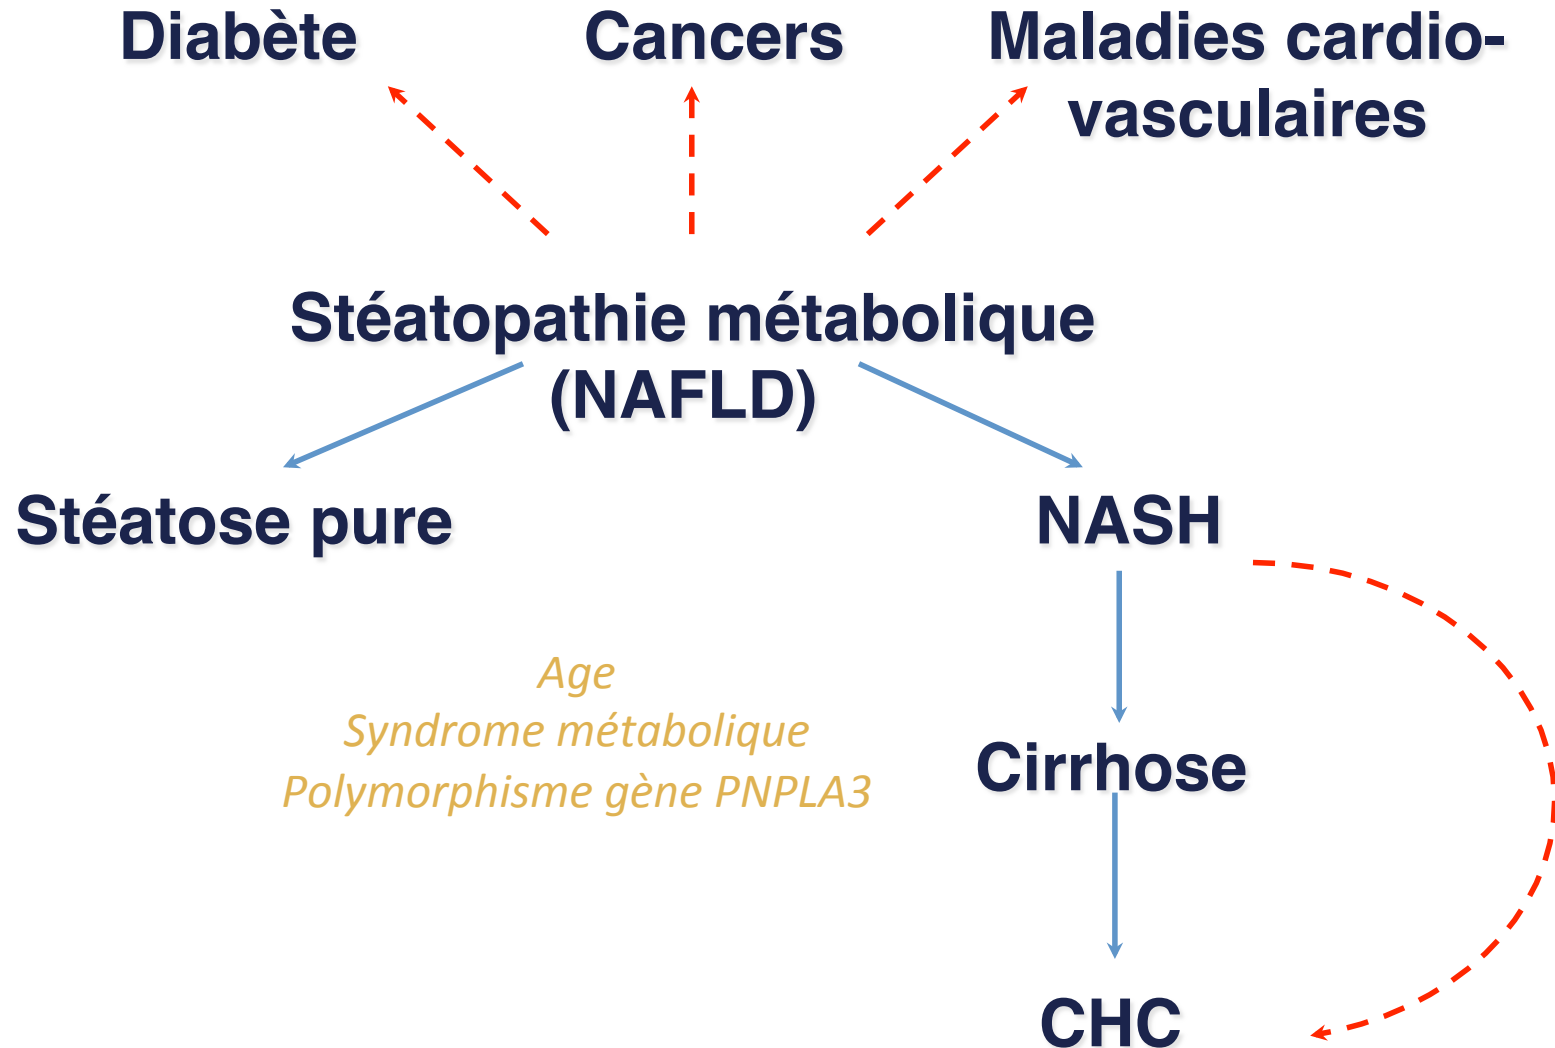 Diabète
Cancers
Maladies cardio-
vasculaires
Stéatopathie métabolique
(NAFLD)
Stéatose pure
NASH
Age
Syndrome métabolique
Polymorphisme gène PNPLA3
Cirrhose
CHC